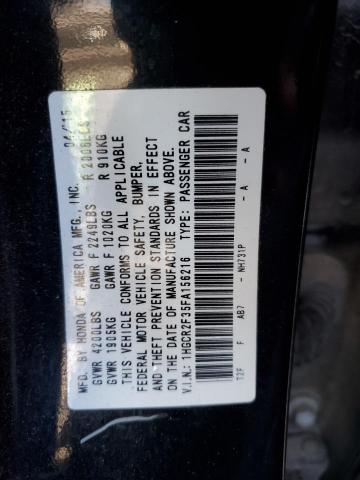 MFD. BY HONDA OF AMERICA MFG., INC. 04/15
GVWR 4200LBS GAWR F 2249LBS R 2006LBS
GVWR 1905KG GAWR F 1020KG R 910KG
THIS VEHICLE CONFORMS TO ALL APPLICABLE
FEDERAL MOTOR VEHICLE SAFETY, BUMPER,
AND THEFT PREVENTION STANDARDS IN EFFECT
ON THE DATE OF MANUFACTURE SHOWN ABOVE.
V.I.N.: 1HGCR2F35FA156216 TYPE: PASSENGER CAR
T2F F AB7 - NH731P - A - A